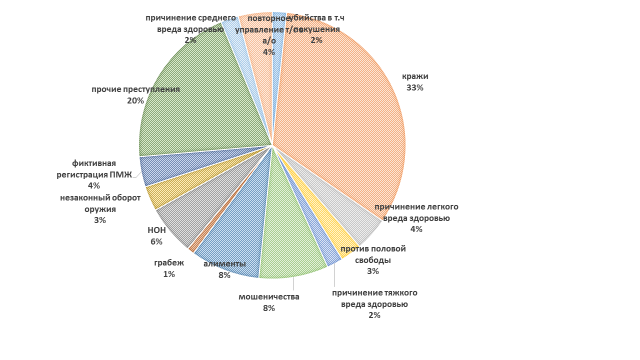 причинение среднего
вреда здоровью
2%
повторное
управление т/с
а/о
4%
убийства в т.ч
покушения
2%
кражи
33%
прочие преступления
20%
фиктивная
регистрация ПМЖ
4%
незаконный оборот
оружия
3%
причинение легкого
вреда здоровью
4%
НОН
6%
против половой
свободы
3%
грабеж
1%
алименты
8%
мошеничества
8%
причинение тяжкого
вреда здоровью
2%